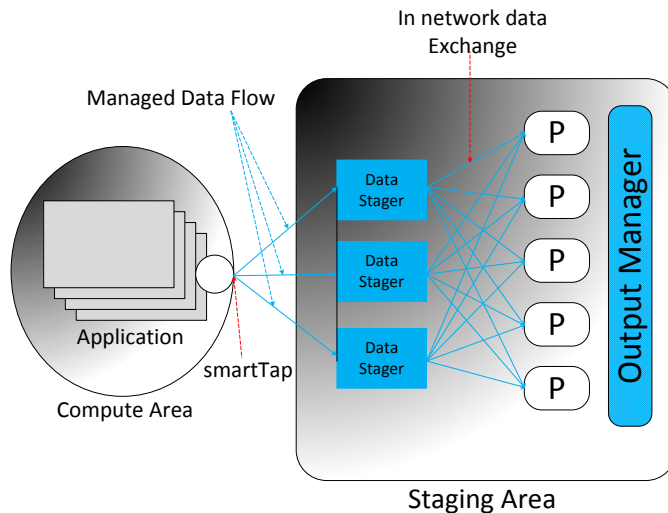 In network data
Exchange
Managed Data Flow
Data
Stager
Data
Stager
Data
Stager
P
P
P
P
P
Output Manager
Application
smartTap
Compute Area
Staging Area